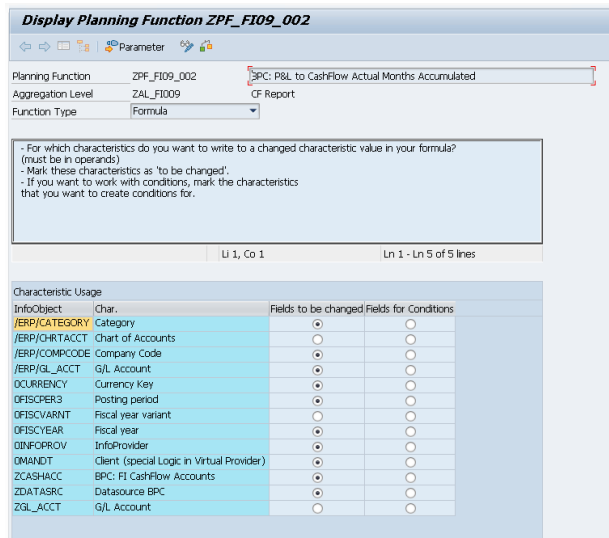 Display Planning Function ZPF_FI09_002
Parameter
Planning Function ZPF_FI09_002 BPC: P&L to CashFlow Actual Months Accumulated
Aggregation Level ZAL_FI009 CF Report
Function Type Formula
- For which characteristics do you want to write to a changed characteristic value in your formula?
(must be in operands)
- Mark these characteristics as 'to be changed'.
- If you want to work with conditions, mark the characteristics
that you want to create conditions for.
Li 1, Co 1 Ln 1 - Ln 5 of 5 lines
Characteristic Usage
InfoObject Char. Fields to be changed Fields for Conditions
/ERP/CATEGORY Category
/ERP/CHRTACCT Chart of Accounts
/ERP/COMPCODE Company Code
/ERP/GL_ACCT G/L Account
0CURRENCY Currency Key
0FISCPER3 Posting period
0FISCVARNT Fiscal year variant
0FISCYEAR Fiscal year
0INFOPROV InfoProvider
0MANDT Client (special Logic in Virtual Provider)
ZCASHACC BPC: FI CashFlow Accounts
ZDATASRC Datasource BPC
ZGL_ACCT G/L Account